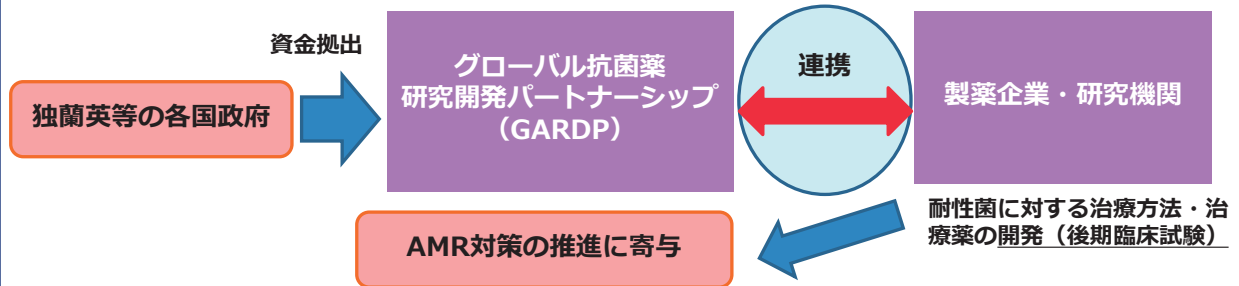 資金拠出
独蘭英等の各国政府
グローバル抗菌薬
研究開発パートナーシップ
（GARDP）
連携
製薬企業・研究機関
耐性菌に対する治療方法・治
療薬の開発（後期臨床試験）
AMR対策の推進に寄与